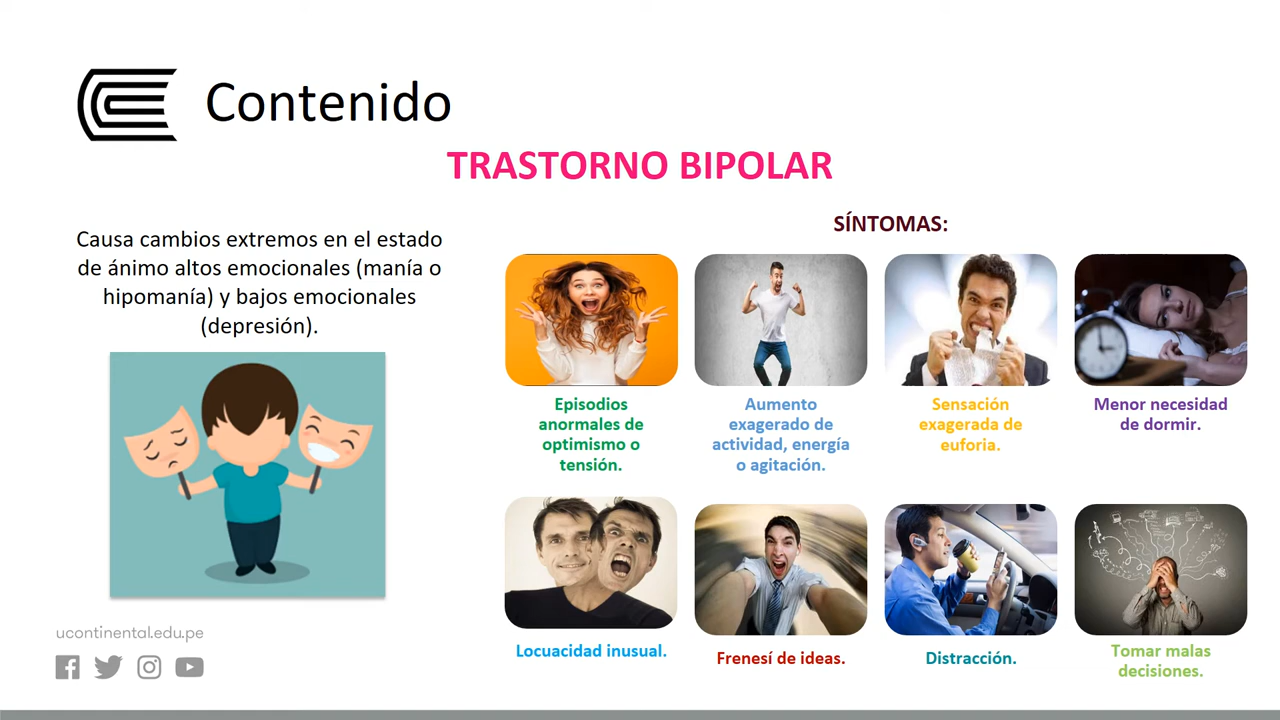 Contenido
TRASTORNO BIPOLAR
Causa cambios extremos en el estado
de ánimo altos emocionales (manía o
hipomanía) y bajos emocionales
(depresión).
SÍNTOMAS:
Episodios
anormales de
optimismo o
tensión.
Aumento
exagerado de
actividad, energía
o agitación.
Sensación
exagerada de
euforia.
Menor necesidad
de dormir.
Locuacidad inusual.
Frenesí de ideas.
Distracción.
Tomar malas
decisiones.
ucontinental.edu.pe